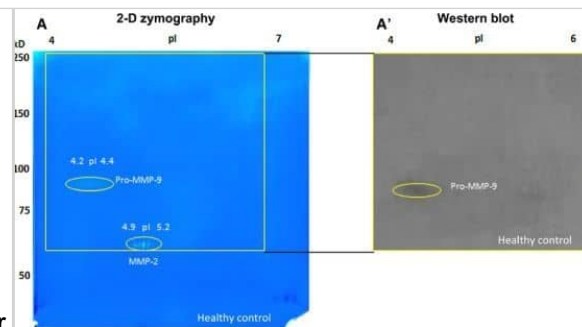 A
2-D zymography
4 pI 7
kD
250
150
100
75
50
4.2 pI 4.4
Pro-MMP-9
4.9 pI 5.2
MMP-2
Healthy control
A'
Western blot
4 pI 6
Pro-MMP-9
Healthy control
r